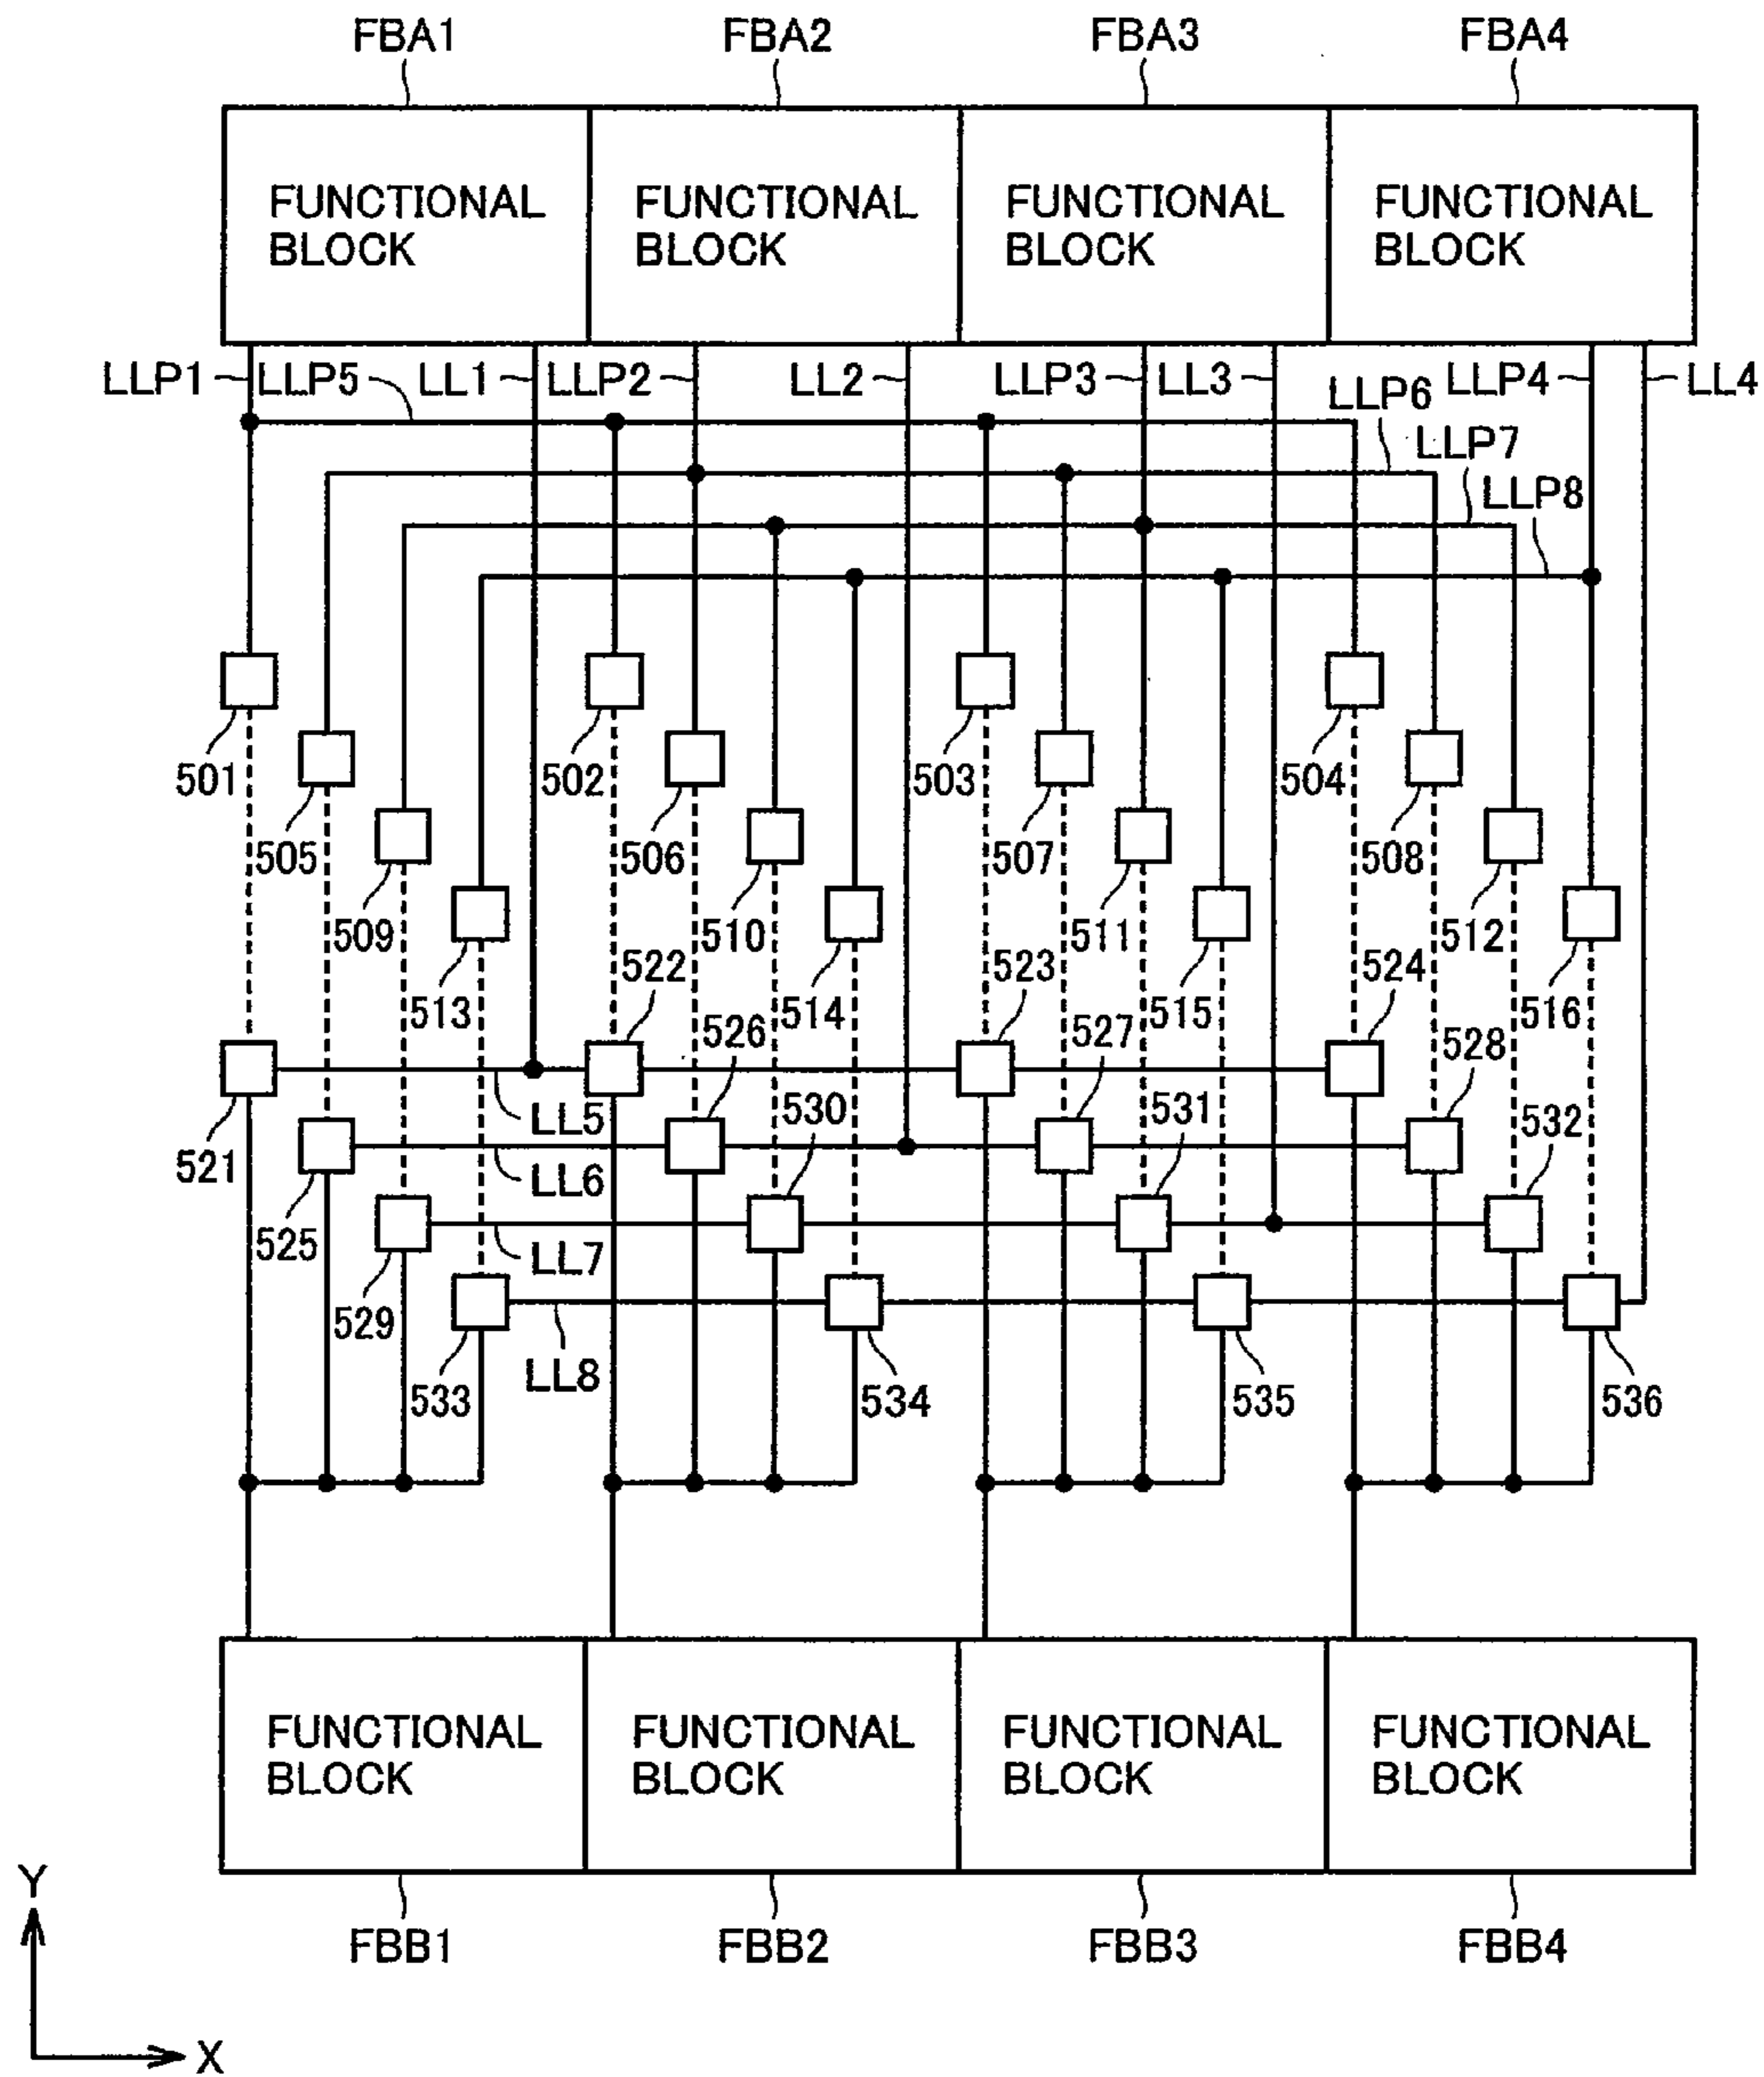 FBA1 FBA2 FBA3 FBA4
FUNCTIONAL BLOCK
FUNCTIONAL BLOCK
FUNCTIONAL BLOCK
FUNCTIONAL BLOCK
LLP1 LLP5 LL1 LLP2 LL2 LLP3 LL3 LLP4 LL4
LLP6
LLP7
LLP8
501 502 503 504
505 506 507 508
509 510 511 512
522 523 524
513 514 515 516
526 527 528
530 531 532
LL5
521 LL6
525 LL7
529
LL8
533 534 535 536
FUNCTIONAL BLOCK
FUNCTIONAL BLOCK
FUNCTIONAL BLOCK
FUNCTIONAL BLOCK
Y
FBB1 FBB2 FBB3 FBB4
X